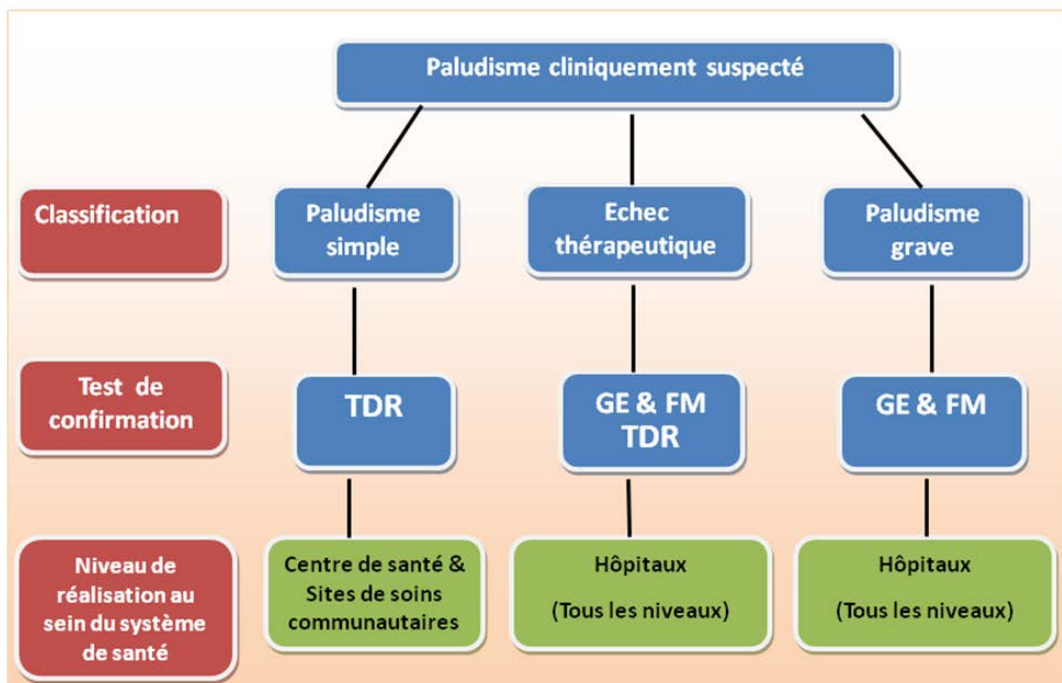 Paludisme cliniquement suspecté
Classification
Paludisme
simple
Echec
thérapeutique
Paludisme
grave
Test de
confirmation
TDR
GE & FM
TDR
GE & FM
Niveau de
réalisation au
sein du système
de santé
Centre de santé &
Sites de soins
communautaires
Hôpitaux
(Tous les niveaux)
Hôpitaux
(Tous les niveaux)